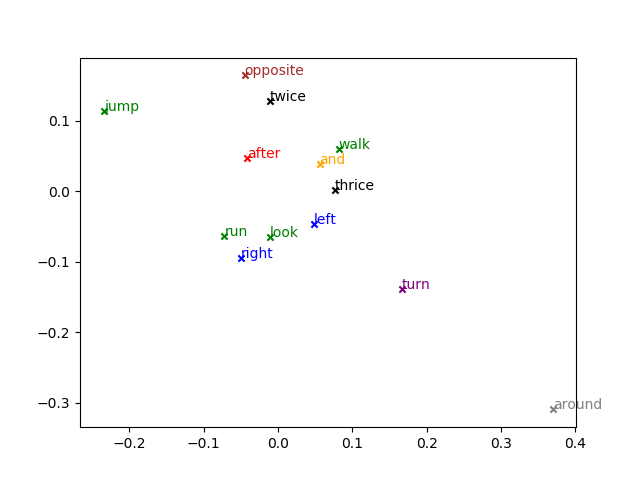 opposite
twice
jump
0.1
walk
after
and
thrice
0.0
left
run
look
right
−0.1
turn
−0.2
−0.3
around
−0.2
−0.1
0.0
0.1
0.2
0.3
0.4